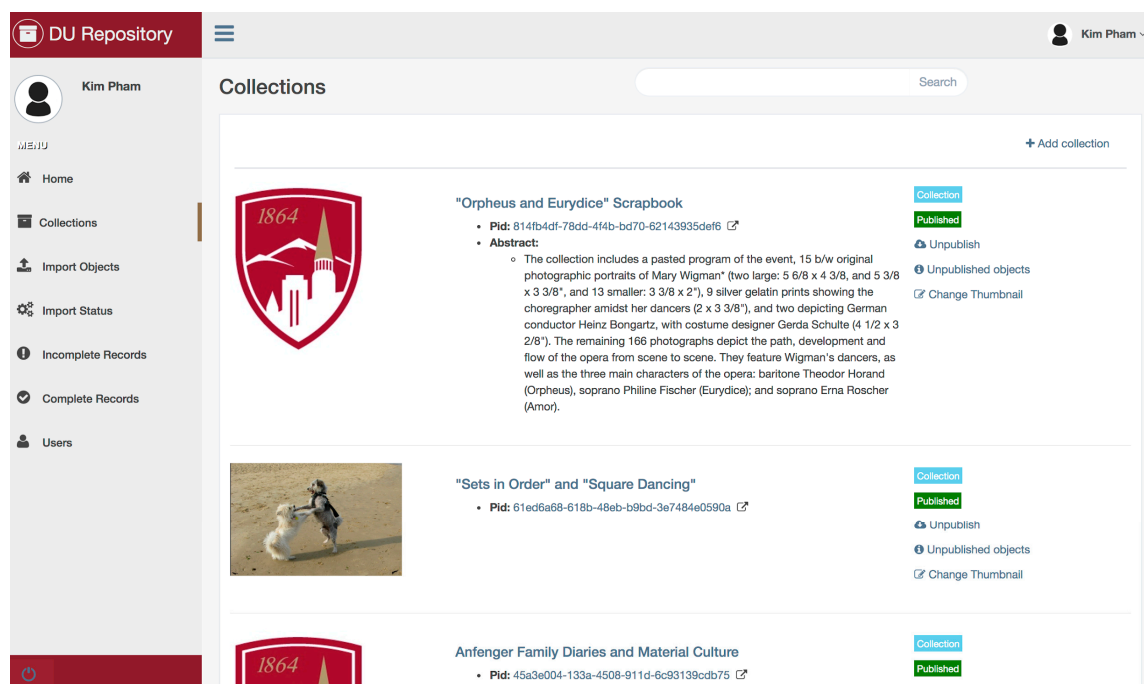 DU Repository
Kim Pham
Kim Pham
MENU
Home
Collections
Import Objects
Import Status
Incomplete Records
Complete Records
Users
Collections
Search
Add collection
1864
"Orpheus and Eurydice" Scrapbook
Pid: 814fb4df-78dd-4f4b-bd70-62143935def6
Abstract:
The collection includes a pasted program of the event, 15 b/w original
photographic portraits of Mary Wigman* (two large: 5 6/8 x 4 3/8, and 5 3/8
x 3 3/8", and 13 smaller: 3 3/8 x 2"), 9 silver gelatin prints showing the
choregrapher amidst her dancers (2 x 3 3/8"), and two depicting German
conductor Heinz Bongartz, with costume designer Gerda Schulte (4 1/2 x 3
2/8"). The remaining 166 photographs depict the path, development and
flow of the opera from scene to scene. They feature Wigman's dancers, as
well as the three main characters of the opera: baritone Theodor Horand
(Orpheus), soprano Philine Fischer (Eurydice); and soprano Erna Roscher
(Amor).
Collection
Published
Unpublish
Unpublished objects
Change Thumbnail
"Sets in Order" and "Square Dancing"
Pid: 61ed6a68-618b-48eb-b9bd-3e7484e0590a
Collection
Published
Unpublish
Unpublished objects
Change Thumbnail
1864
Anfenger Family Diaries and Material Culture
Pid: 45a3e004-133a-4508-911d-6c93139cdb75
Collection
Published